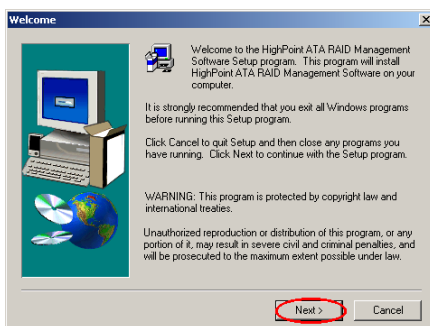 Welcome
Welcome to the HighPoint ATA RAID Management
Software Setup program. This program will install
HighPoint ATA RAID Management Software on your
computer.
It is strongly recommended that you exit all Windows programs
before running this Setup program.
Click Cancel to quit Setup and then close any programs you
have running. Click Next to continue with the Setup program.
WARNING: This program is protected by copyright law and
international treaties.
Unauthorized reproduction or distribution of this program, or any
portion of it, may result in severe civil and criminal penalties, and
will be prosecuted to the maximum extent possible under law.
Next >
Cancel